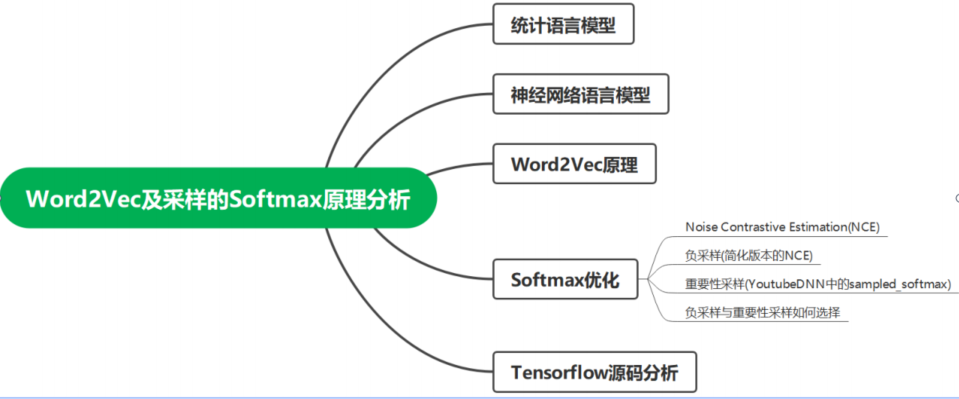 统计语言模型
神经网络语言模型
Word2Vec原理
Word2Vec及采样的Softmax原理分析
Softmax优化
Noise Contrastive Estimation(NCE)
负采样(简化版本的NCE)
重要性采样(YoutubeDNN中的sampled_softmax)
负采样与重要性采样如何选择
Tensorflow源码分析